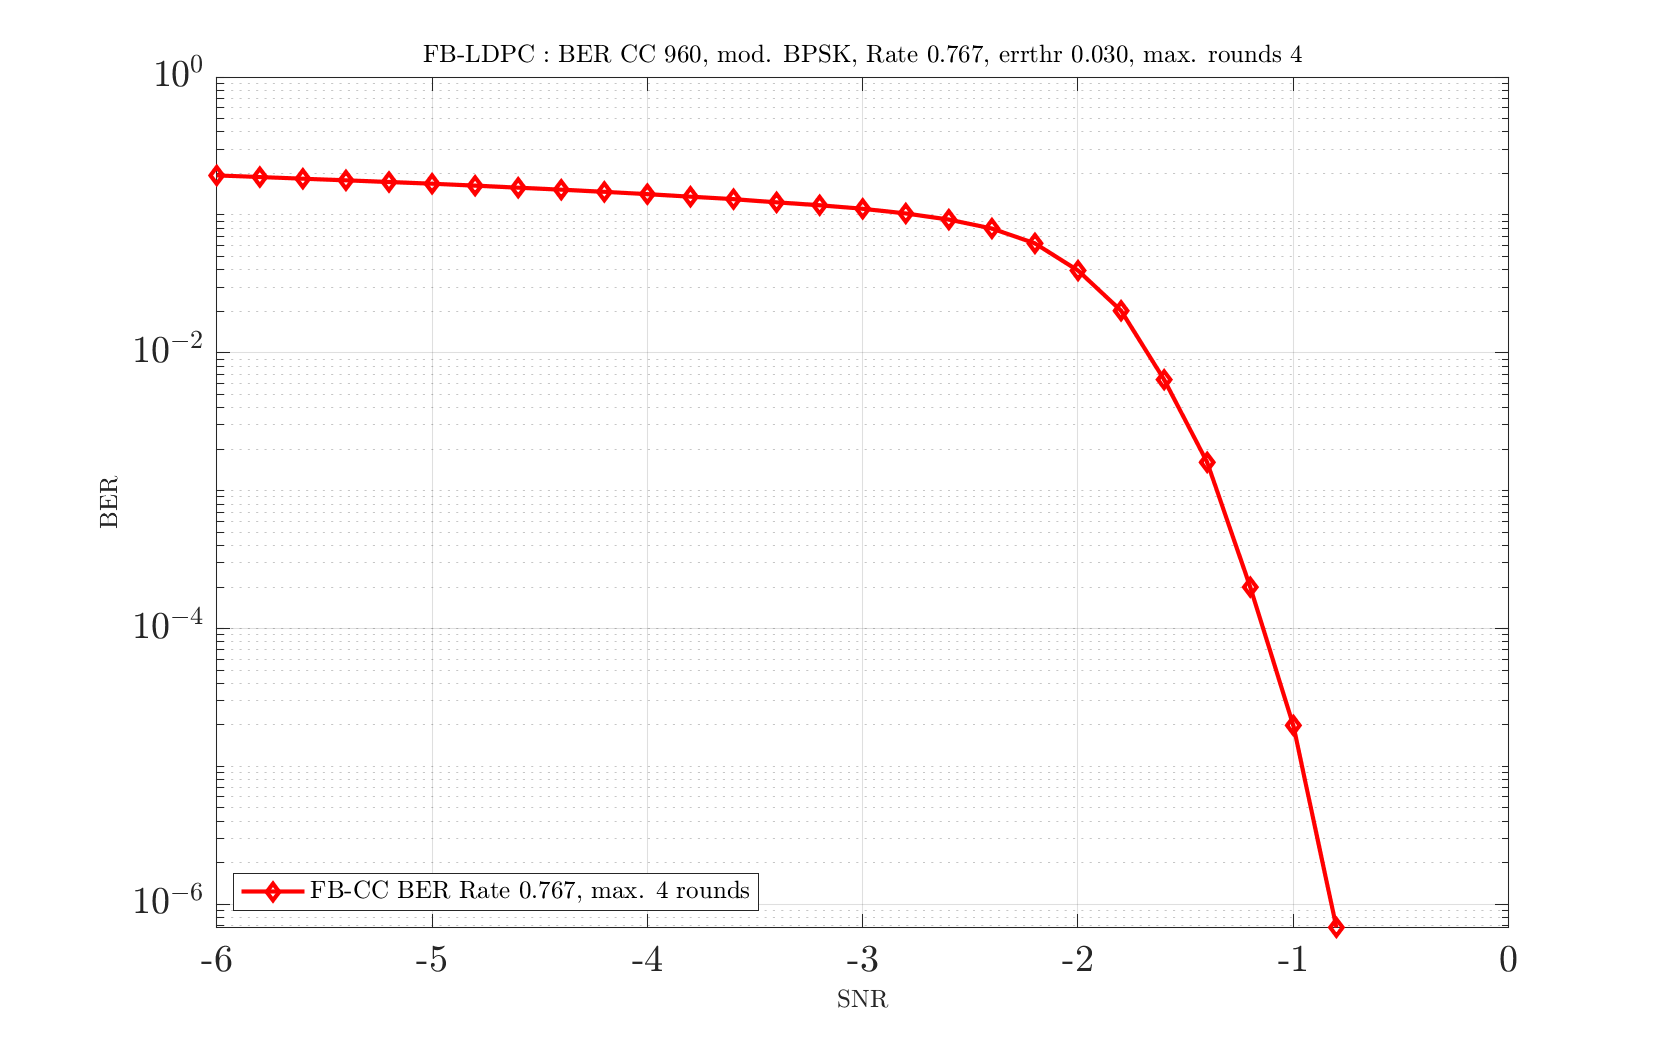 FB-LDPC : BER CC 960, mod. BPSK, Rate 0.767, errthr 0.030, max. rounds 4
10^0
10^-2
10^-4
10^-6
BER
FB-CC BER Rate 0.767, max. 4 rounds
-6 -5 -4 -3 -2 -1 0
SNR